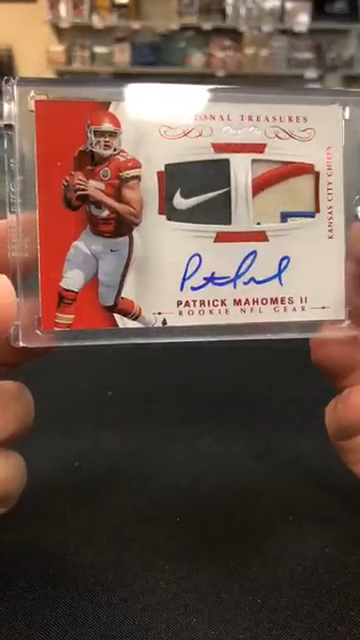 NATIONAL TREASURES
KANSAS CITY CHIEFS
PATRICK MAHOMES II
ROOKIE NFL GEAR